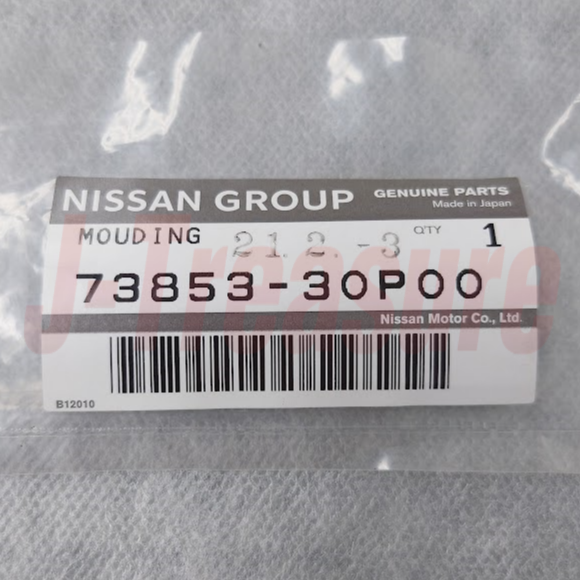 NISSAN GROUP GENUINE PARTS
Made in Japan
MOUDING 21. 2. -3 QTY 1
73853-30P00
Nissan Motor Co., Ltd.
B12010
J-Treasure